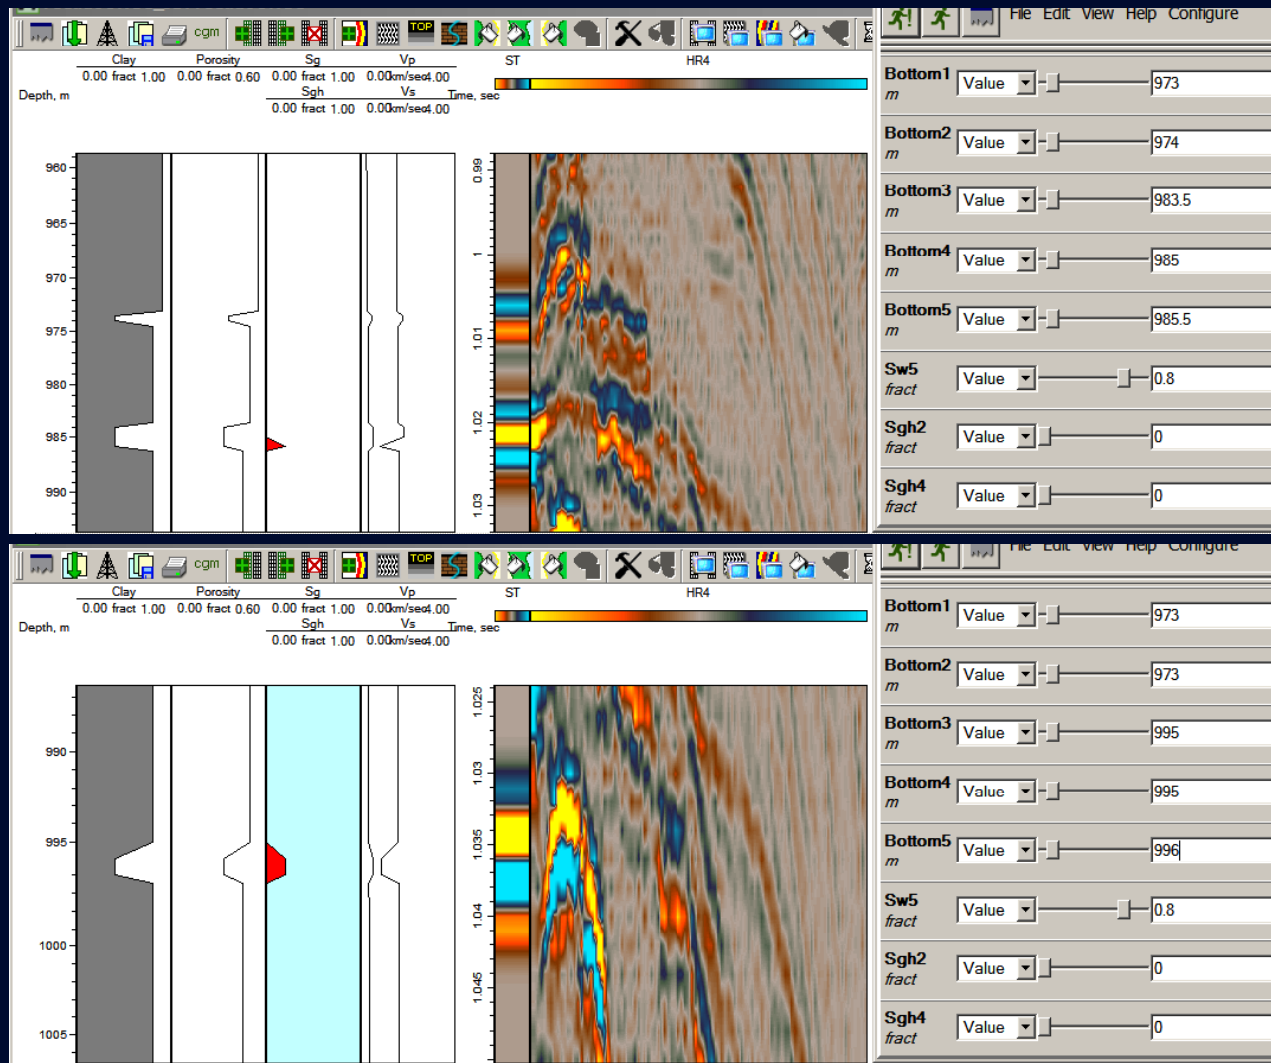 File Edit View Help Configure
cgm
TOP
Clay Porosity Sg Vp ST HR4
0.00 fract 1.00 0.00 fract 0.60 0.00 fract 1.00 0.00km/sec4.00
Depth, m Sgh Vs Time, sec
0.00 fract 1.00 0.00km/sec4.00
960
965
970
975
980
985
990
0.99
1
1.01
1.02
1.03
Bottom1 Value 973
m
Bottom2 Value 974
m
Bottom3 Value 983.5
m
Bottom4 Value 985
m
Bottom5 Value 985.5
m
Sw5 Value 0.8
fract
Sgh2 Value 0
fract
Sgh4 Value 0
fract
File Edit View Help Configure
cgm
TOP
Clay Porosity Sg Vp ST HR4
0.00 fract 1.00 0.00 fract 0.60 0.00 fract 1.00 0.00km/sec4.00
Depth, m Sgh Vs Time, sec
0.00 fract 1.00 0.00km/sec4.00
990
995
1000
1005
1.025
1.03
1.035
1.04
1.045
Bottom1 Value 973
m
Bottom2 Value 973
m
Bottom3 Value 995
m
Bottom4 Value 995
m
Bottom5 Value 996
m
Sw5 Value 0.8
fract
Sgh2 Value 0
fract
Sgh4 Value 0
fract